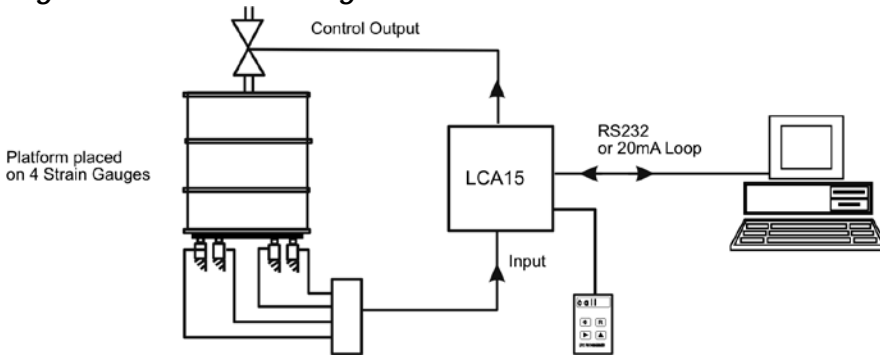 Control Output
Platform placed
on 4 Strain Gauges
RS232
or 20mA Loop
LCA15
Input